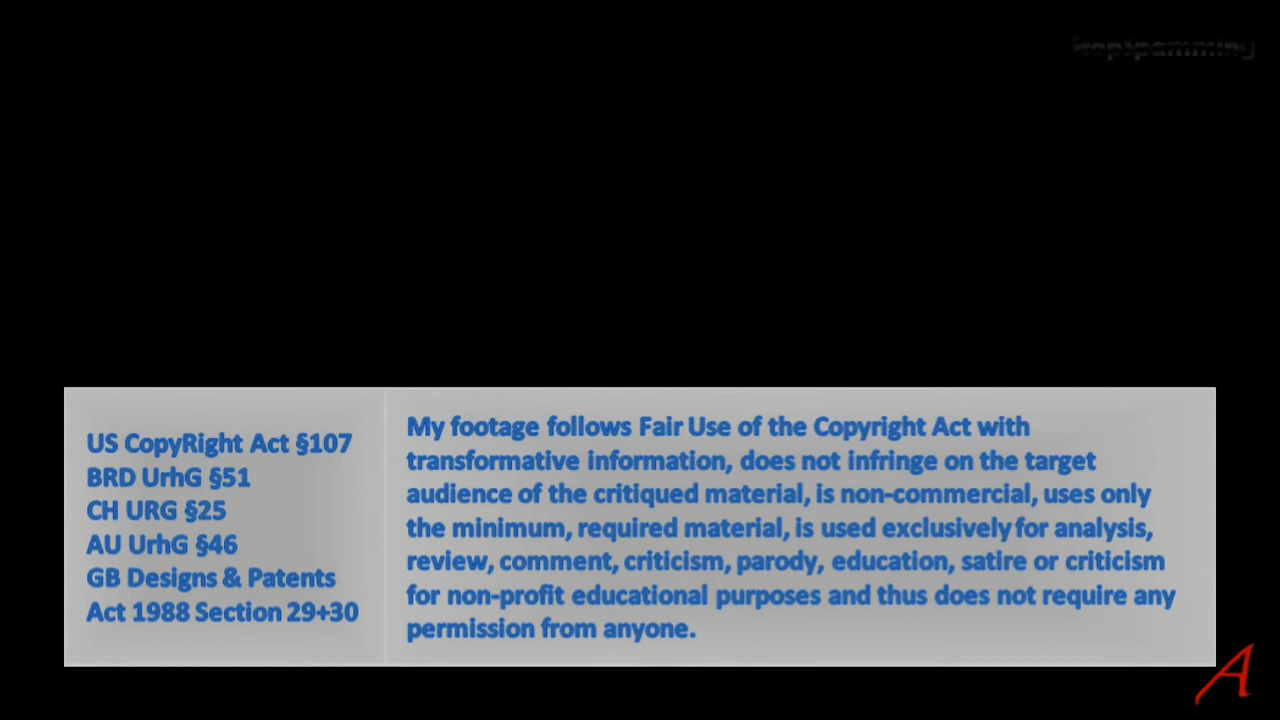 US CopyRight Act §107
BRD UrhG §51
CH URG §25
AU UrhG §46
GB Designs & Patents
Act 1988 Section 29+30
My footage follows Fair Use of the Copyright Act with
transformative information, does not infringe on the target
audience of the critiqued material, is non-commercial, uses only
the minimum, required material, is used exclusively for analysis,
review, comment, criticism, parody, education, satire or criticism
for non-profit educational purposes and thus does not require any
permission from anyone.
A